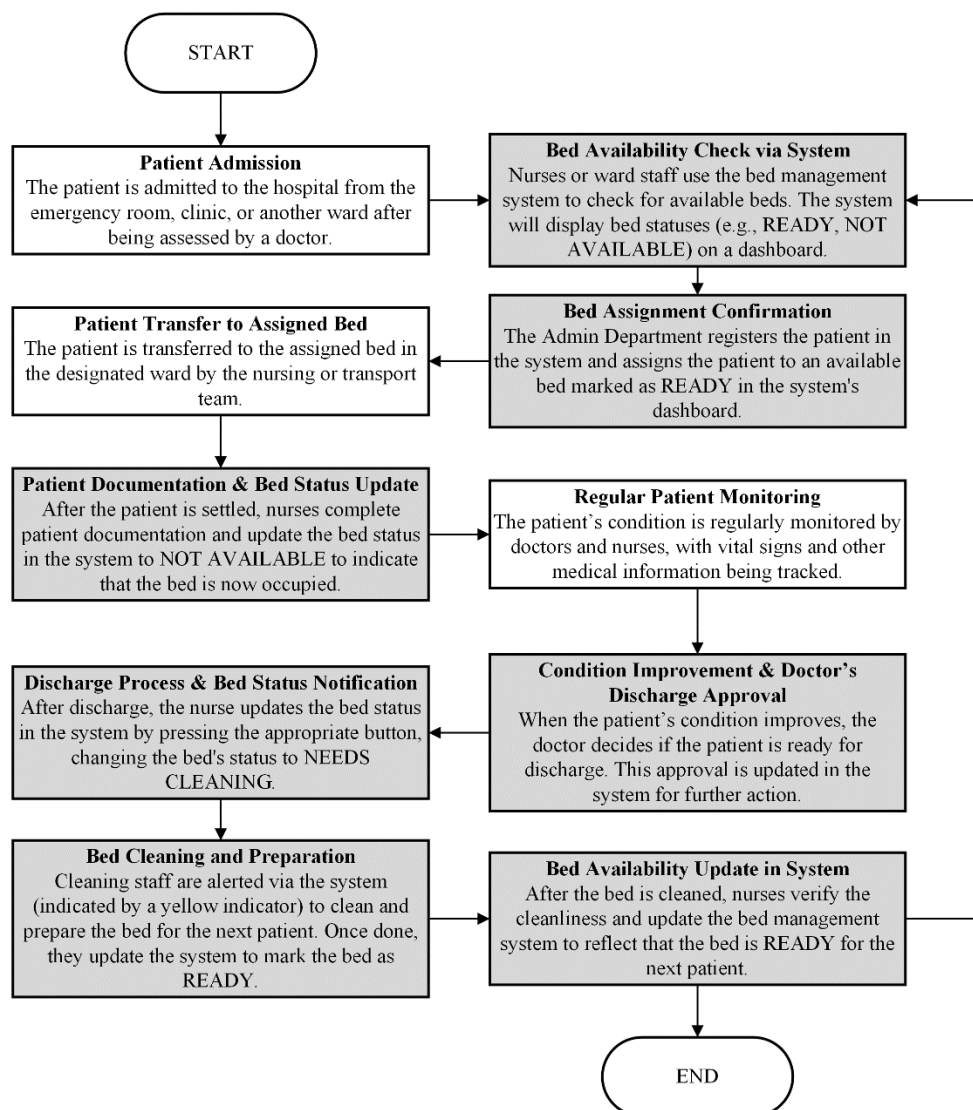 START
Patient Admission
The patient is admitted to the hospital from the
emergency room, clinic, or another ward after
being assessed by a doctor.
Bed Availability Check via System
Nurses or ward staff use the bed management
system to check for available beds. The system
will display bed statuses (e.g., READY, NOT
AVAILABLE) on a dashboard.
Bed Assignment Confirmation
The Admin Department registers the patient in
the system and assigns the patient to an available
bed marked as READY in the system's
dashboard.
Patient Transfer to Assigned Bed
The patient is transferred to the assigned bed in
the designated ward by the nursing or transport
team.
Patient Documentation & Bed Status Update
After the patient is settled, nurses complete
patient documentation and update the bed status
in the system to NOT AVAILABLE to indicate
that the bed is now occupied.
Regular Patient Monitoring
The patient’s condition is regularly monitored by
doctors and nurses, with vital signs and other
medical information being tracked.
Condition Improvement & Doctor’s
Discharge Approval
When the patient’s condition improves, the
doctor decides if the patient is ready for
discharge. This approval is updated in the
system for further action.
Discharge Process & Bed Status Notification
After discharge, the nurse updates the bed status
in the system by pressing the appropriate button,
changing the bed's status to NEEDS
CLEANING.
Bed Cleaning and Preparation
Cleaning staff are alerted via the system
(indicated by a yellow indicator) to clean and
prepare the bed for the next patient. Once done,
they update the system to mark the bed as
READY.
Bed Availability Update in System
After the bed is cleaned, nurses verify the
cleanliness and update the bed management
system to reflect that the bed is READY for the
next patient.
END